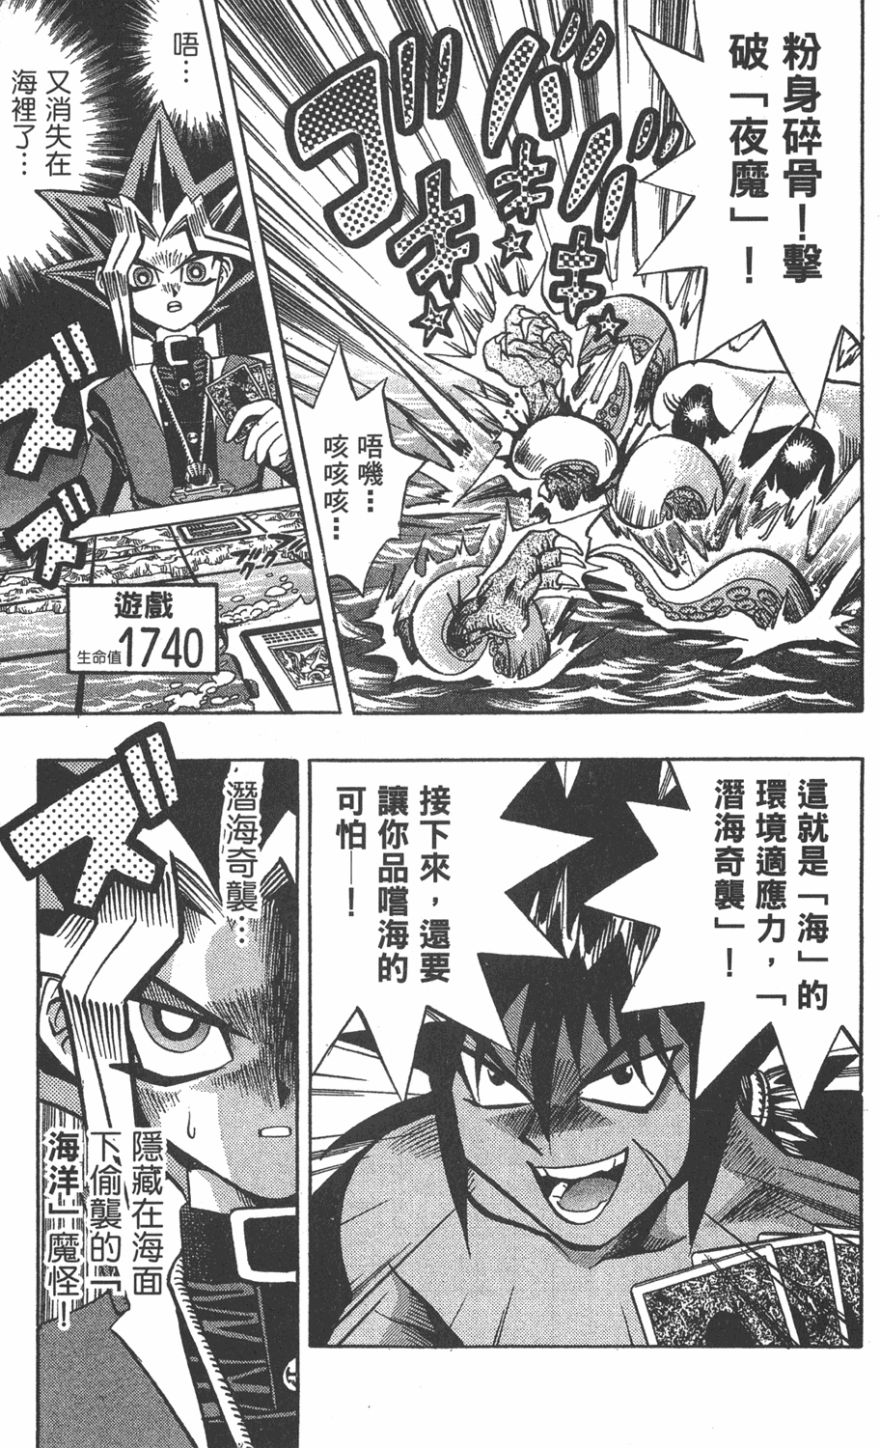 粉身碎骨！擊
破「夜魔」！
ゴギギ
バキキ
唔嘰…
咳咳咳…
唔…
又消失在
海裡了…
ズ
ズ
遊戲
生命值1740
這就是「海」的
環境適應力，「
潛海奇襲」！
接下來，還要
讓你品嚐海的
可怕─！
ズ
潛海奇襲…
隱藏在海面
下偷襲的『
海洋』魔怪！